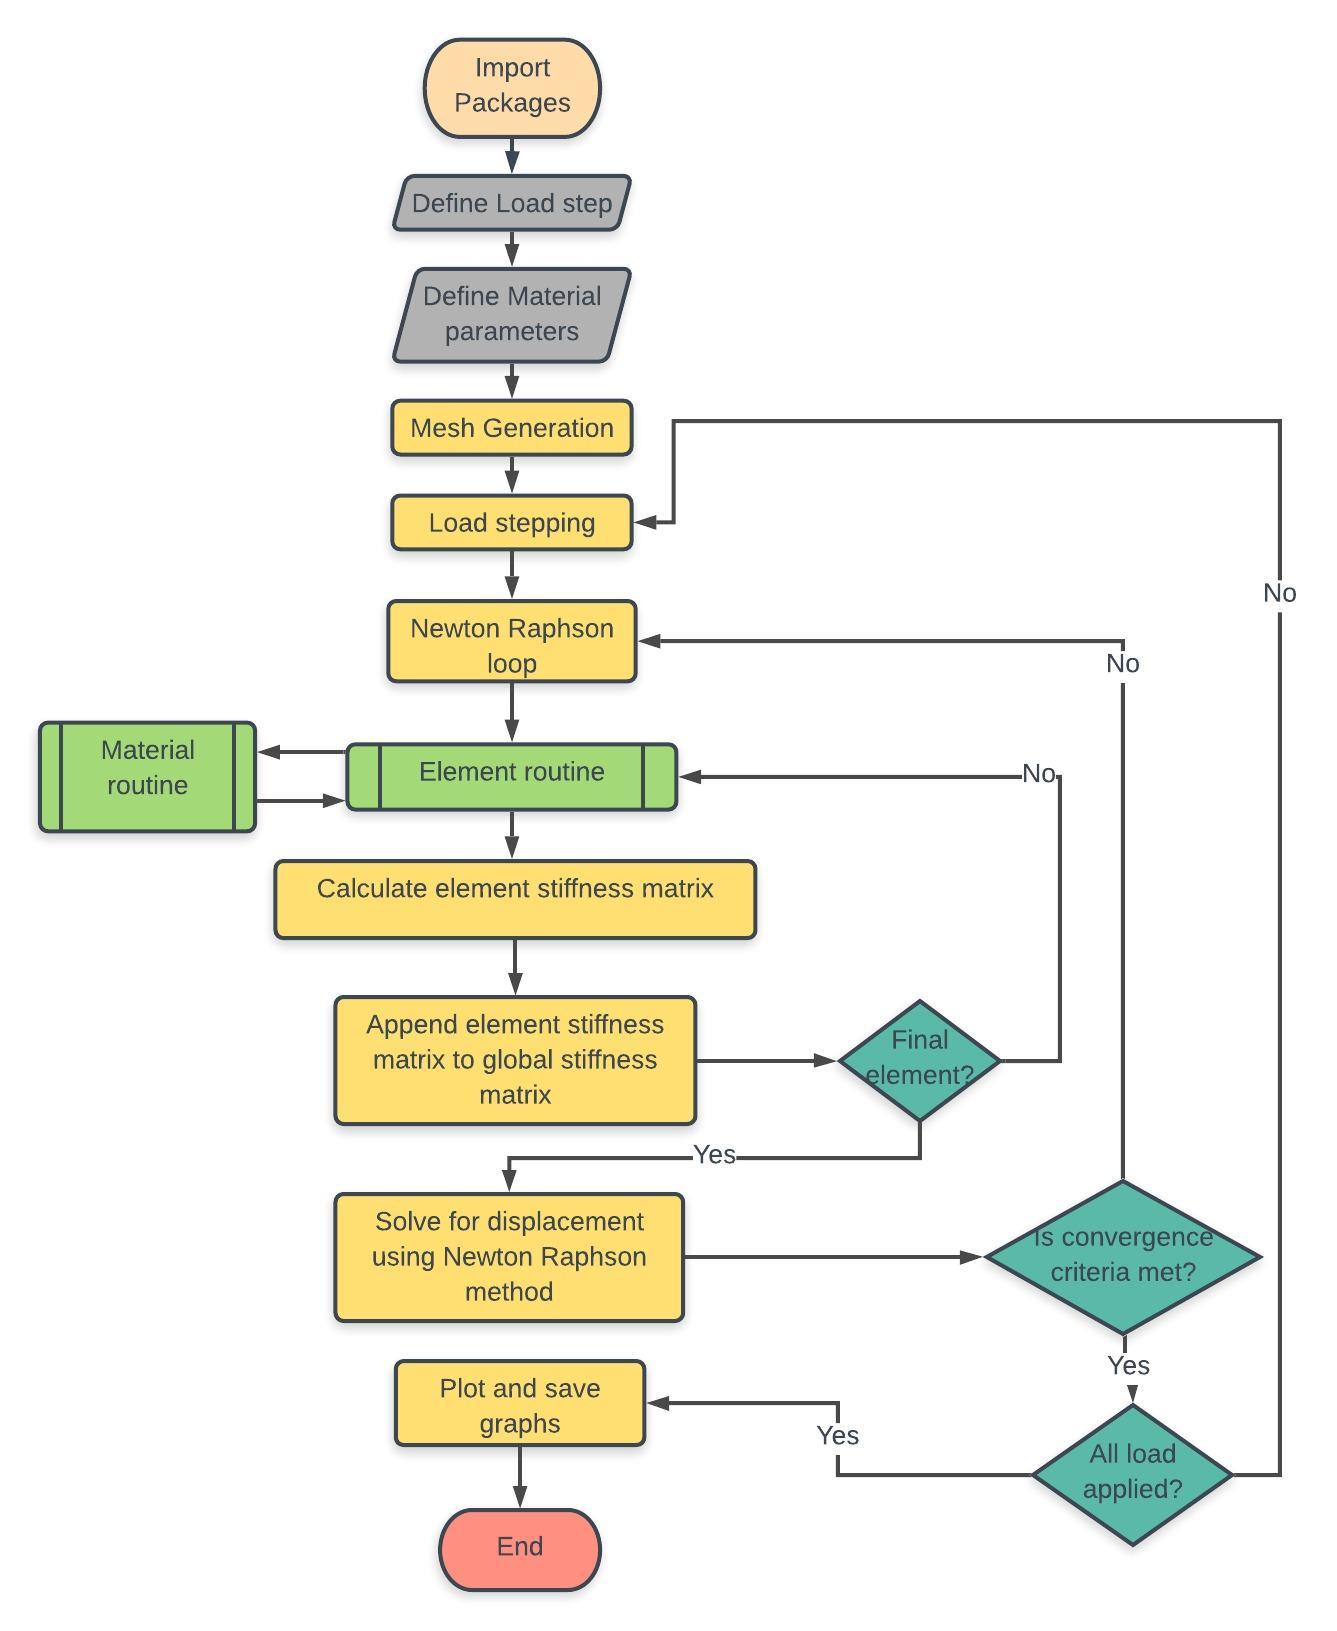 Import
Packages
Define Load step
Define Material
parameters
Mesh Generation
Load stepping
No
Newton Raphson
loop
No
Material
routine
Element routine
No
Calculate element stiffness matrix
Append element stiffness
matrix to global stiffness
matrix
Final
element?
Yes
Solve for displacement
using Newton Raphson
method
Is convergence
criteria met?
Yes
Plot and save
graphs
Yes
All load
applied?
End